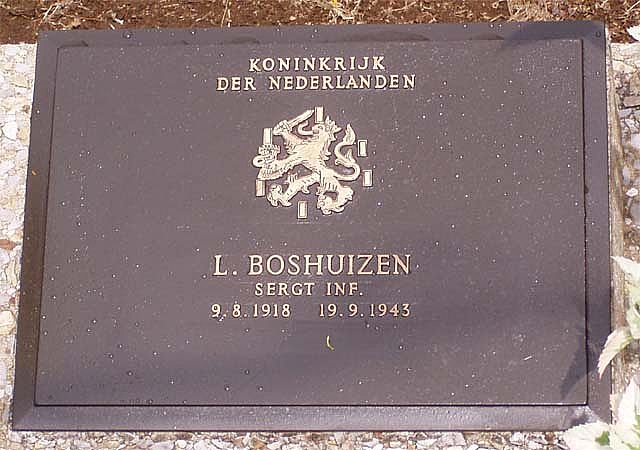 KONINKRIJK
DER NEDERLANDEN
L. BOSHUIZEN
SERGT INF.
9.8.1918 19.9.1943